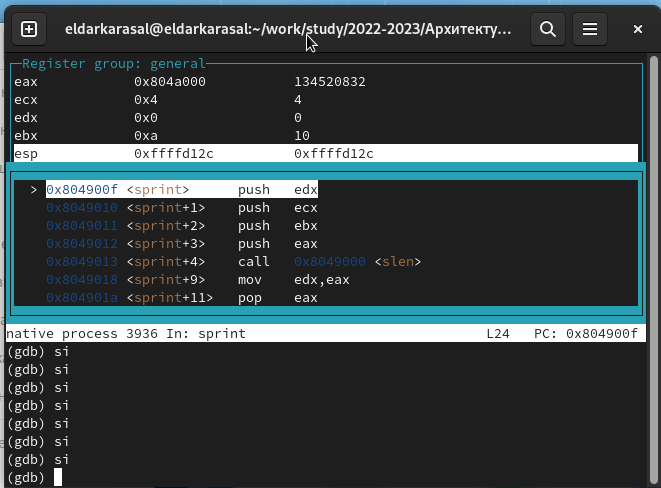 eldarkarasal@eldarkarasal:~/work/study/2022-2023/Архитекту...
Register group: general
eax 0x804a000 134520832
ecx 0x4 4
edx 0x0 0
ebx 0xa 10
esp 0xffffd12c 0xffffd12c
> 0x804900f <sprint> push edx
0x8049010 <sprint+1> push ecx
0x8049011 <sprint+2> push ebx
0x8049012 <sprint+3> push eax
0x8049013 <sprint+4> call 0x8049000 <slen>
0x8049018 <sprint+9> mov edx,eax
0x804901a <sprint+11> pop eax
native process 3936 In: sprint L24 PC: 0x804900f
(gdb) si
(gdb) si
(gdb) si
(gdb) si
(gdb) si
(gdb) si
(gdb) si
(gdb)